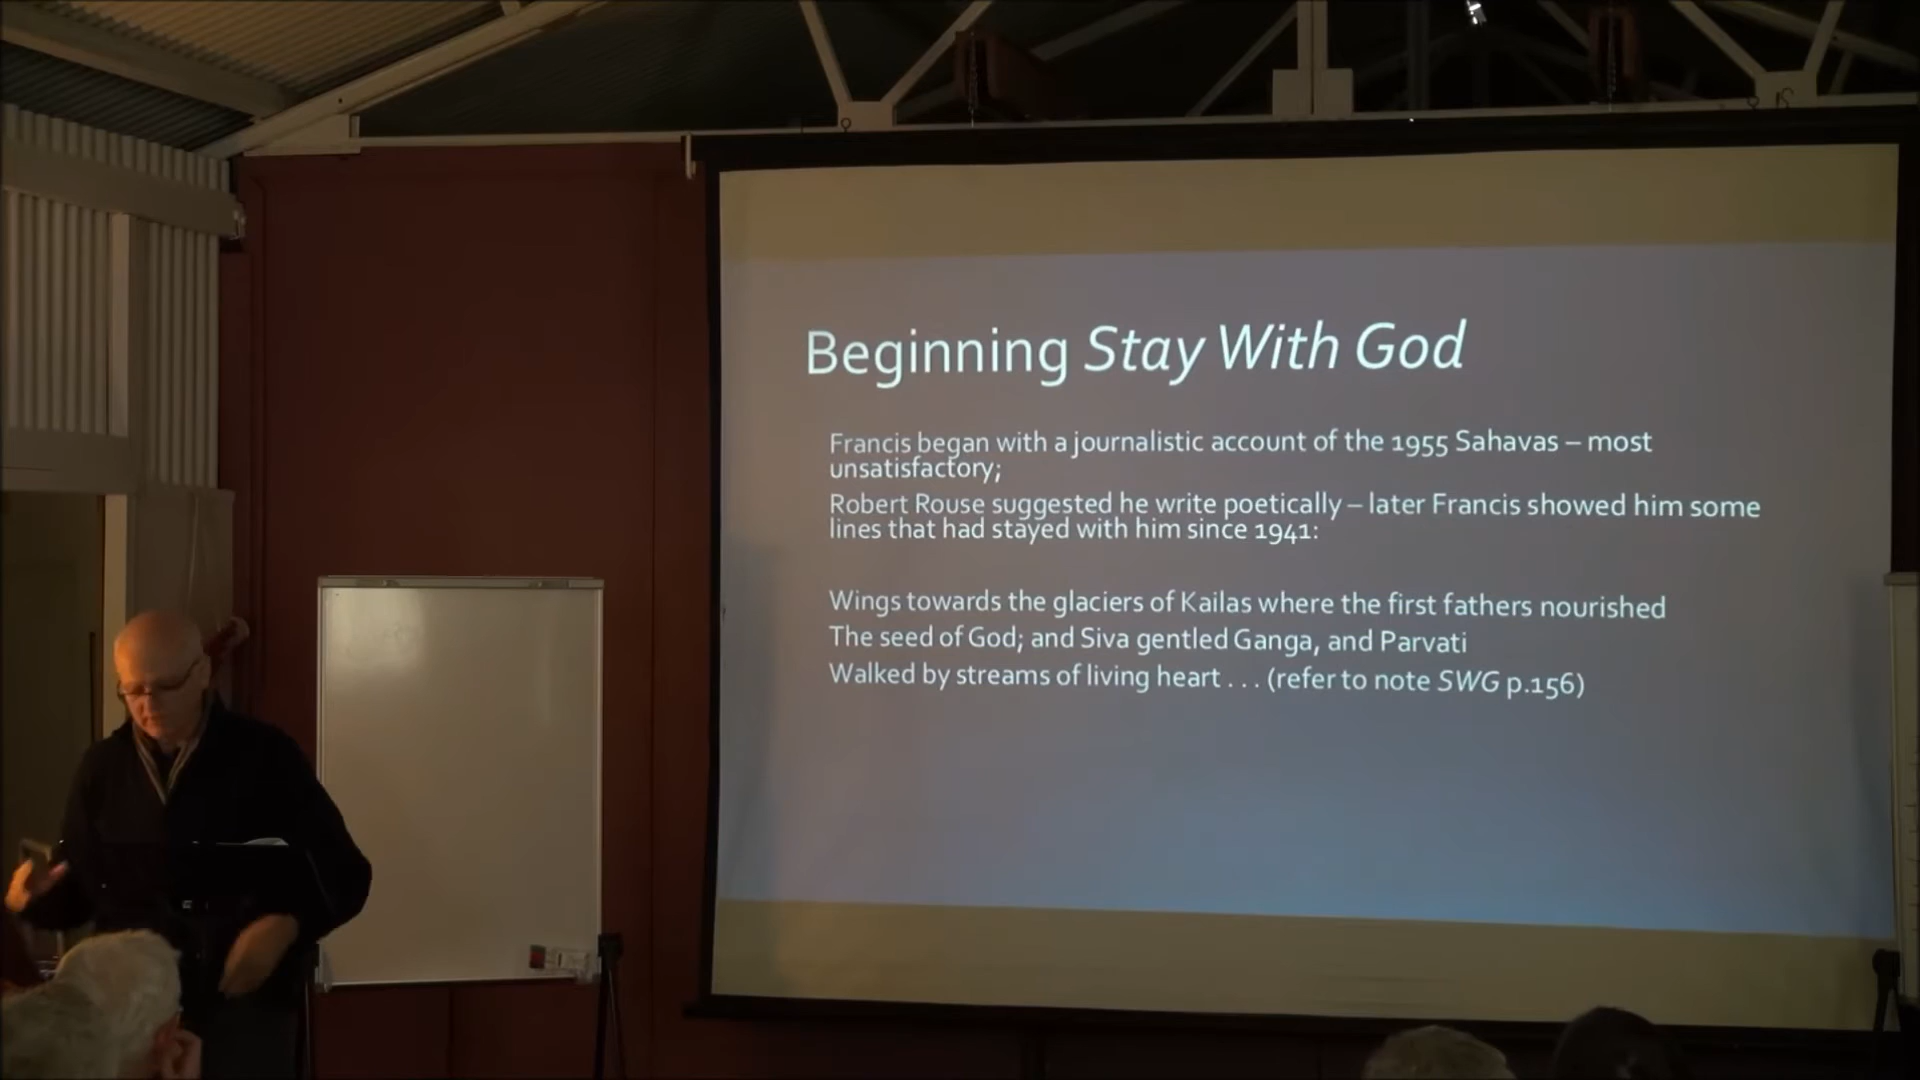 Beginning Stay With God
Francis began with a journalistic account of the 1955 Sahavas – most
unsatisfactory;
Robert Rouse suggested he write poetically – later Francis showed him some
lines that had stayed with him since 1941:
Wings towards the glaciers of Kailas where the first fathers nourished
The seed of God; and Siva gentled Ganga, and Parvati
Walked by streams of living heart . . . (refer to note SWG p.156)